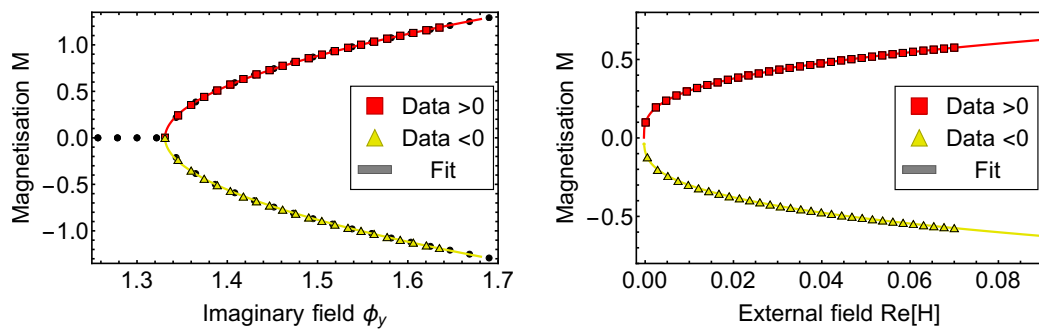 1.0
0.5
0.0
-0.5
-1.0
Magnetisation M
Data >0
Data <0
Fit
1.3 1.4 1.5 1.6 1.7
Imaginary field ϕy
0.5
0.0
-0.5
Magnetisation M
Data >0
Data <0
Fit
0.00 0.02 0.04 0.06 0.08
External field Re[H]